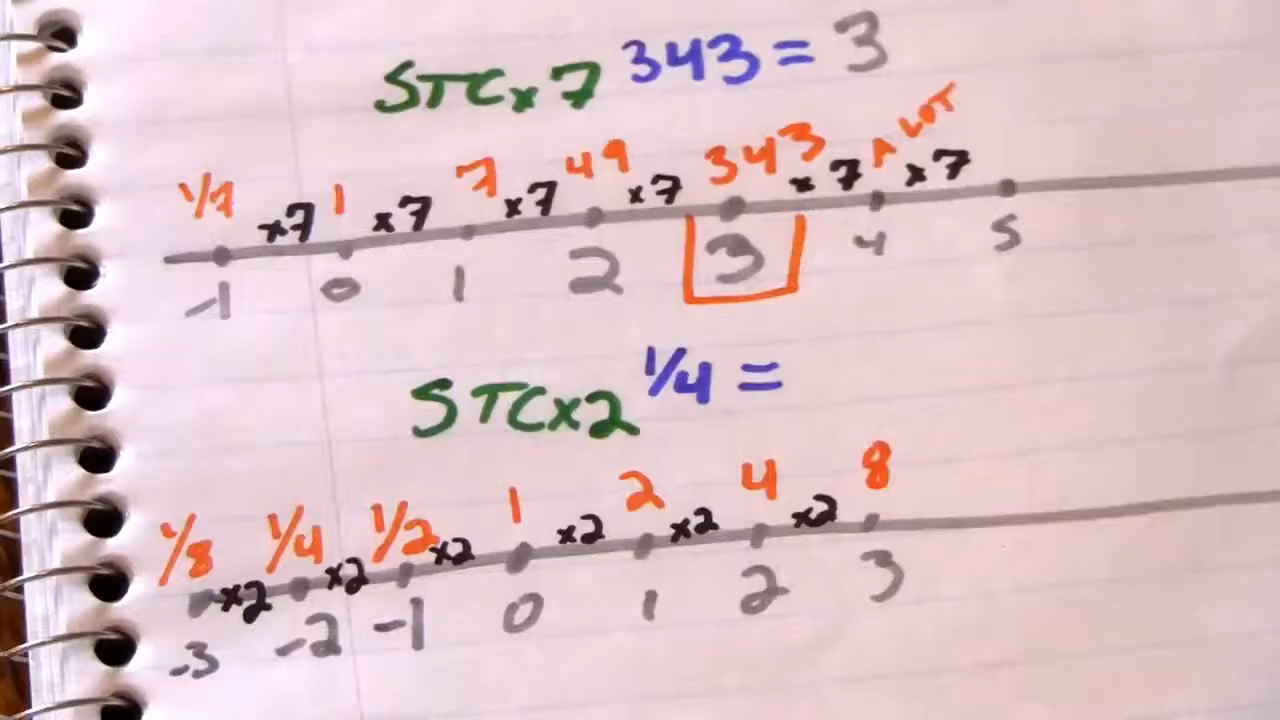 STCx7 343 = 3
1/7 1 7 49 343 A LOT
x7 x7 x7 x7 x7 x7
-1 0 1 2 3 4 5
STCx2 1/4 =
1/8 1/4 1/2 1 2 4 8
x2 x2 x2 x2 x2 x2
-3 -2 -1 0 1 2 3